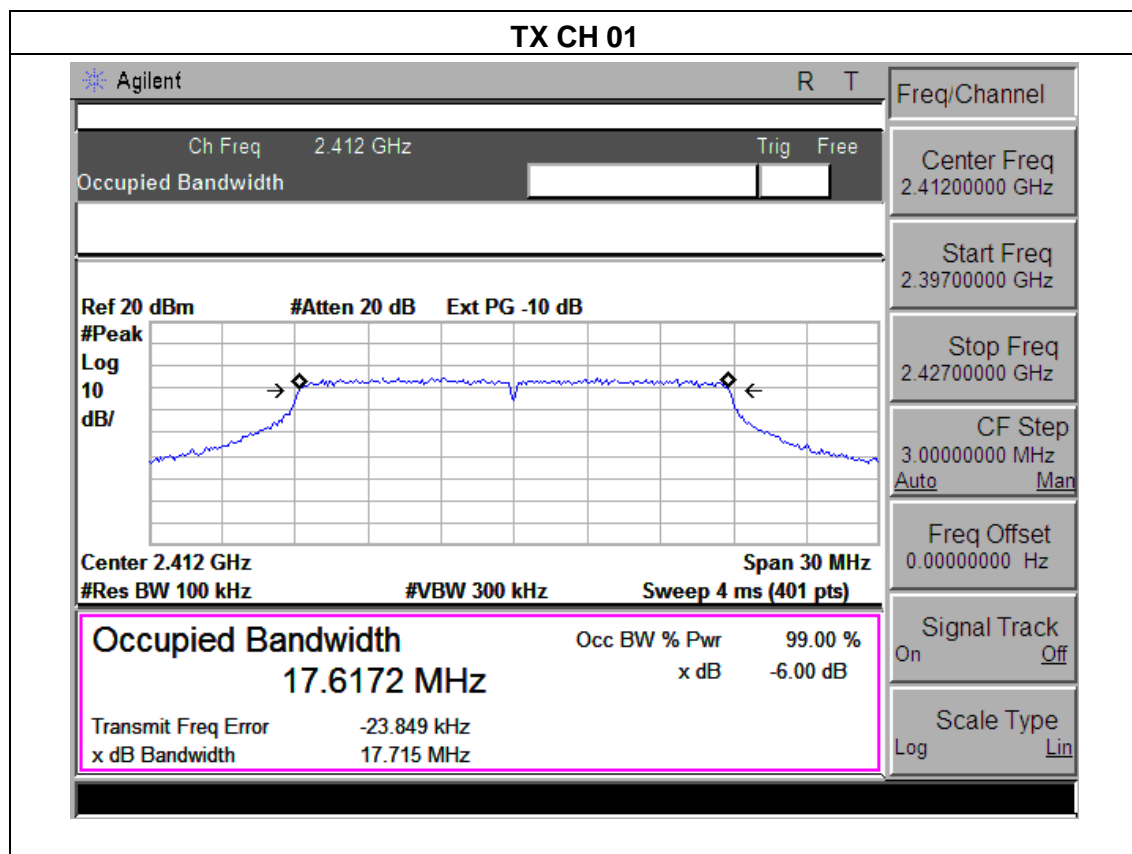 TX CH 01
Agilent R T
Freq/Channel
Ch Freq 2.412 GHz Trig Free
Occupied Bandwidth
Center Freq
2.41200000 GHz
Start Freq
2.39700000 GHz
Stop Freq
2.42700000 GHz
CF Step
3.00000000 MHz
Auto Man
Freq Offset
0.00000000 Hz
Signal Track
On Off
Scale Type
Log Lin
Ref 20 dBm #Atten 20 dB Ext PG -10 dB
#Peak
Log
10
dB/
Center 2.412 GHz Span 30 MHz
#Res BW 100 kHz #VBW 300 kHz Sweep 4 ms (401 pts)
Occupied Bandwidth Occ BW % Pwr 99.00 %
17.6172 MHz x dB -6.00 dB
Transmit Freq Error -23.849 kHz
x dB Bandwidth 17.715 MHz